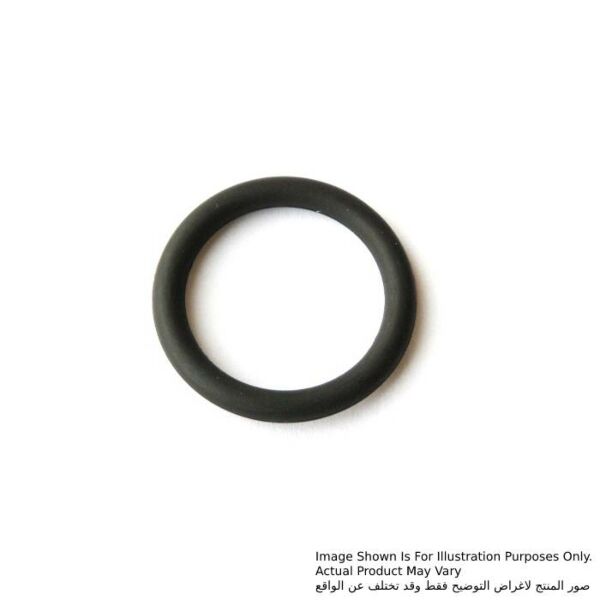 Image Shown Is For Illustration Purposes Only.
Actual Product May Vary
صور المنتج لاغراض التوضيح فقط وقد تختلف عن الواقع